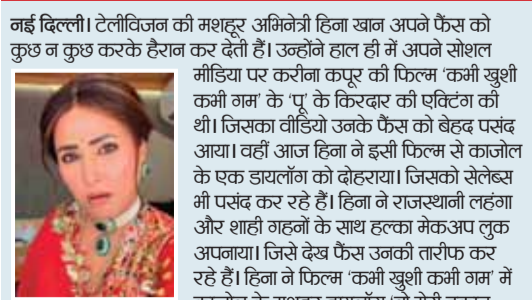 नई दिल्ली। टेलीविजन की मशहूर अभिनेत्री हिना खान अपने फैंस को
कुछ न कुछ करके हैरान कर देती हैं। उन्होंने हाल ही में अपने सोशल
मीडिया पर करीना कपूर की फिल्म ‘कभी खुशी
कभी गम’ के ‘पू’ के किरदार की एक्टिंग की
थी। जिसका वीडियो उनके फैंस को बेहद पसंद
आया। वहीं आज हिना ने इसी फिल्म से काजोल
के एक डायलॉग को दोहराया। जिसको सेलेब्स
भी पसंद कर रहे हैं। हिना ने राजस्थानी लहंगा
और शाही गहनों के साथ हल्का मेकअप लुक
अपनाया। जिसे देख फैंस उनकी तारीफ कर
रहे हैं। हिना ने फिल्म ‘कभी खुशी कभी गम’ में